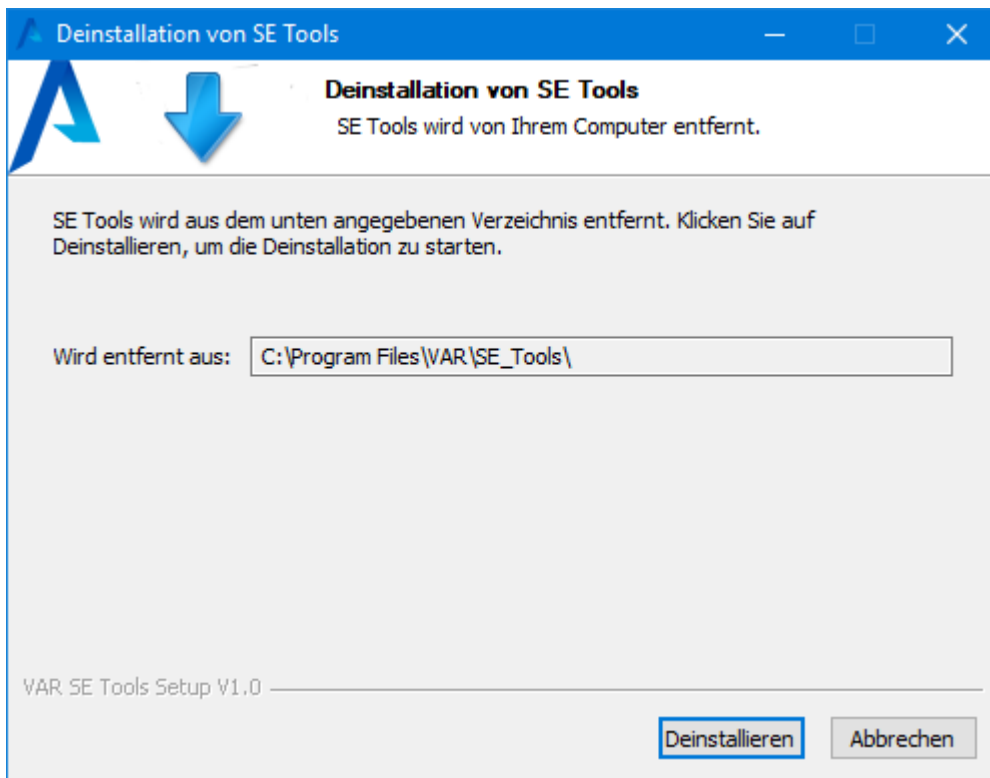 Deinstallation von SE Tools
Deinstallation von SE Tools
SE Tools wird von Ihrem Computer entfernt.
SE Tools wird aus dem unten angegebenen Verzeichnis entfernt. Klicken Sie auf
Deinstallieren, um die Deinstallation zu starten.
Wird entfernt aus: C:\Program Files\VAR\SE_Tools\
VAR SE Tools Setup V1.0
Deinstallieren Abbrechen